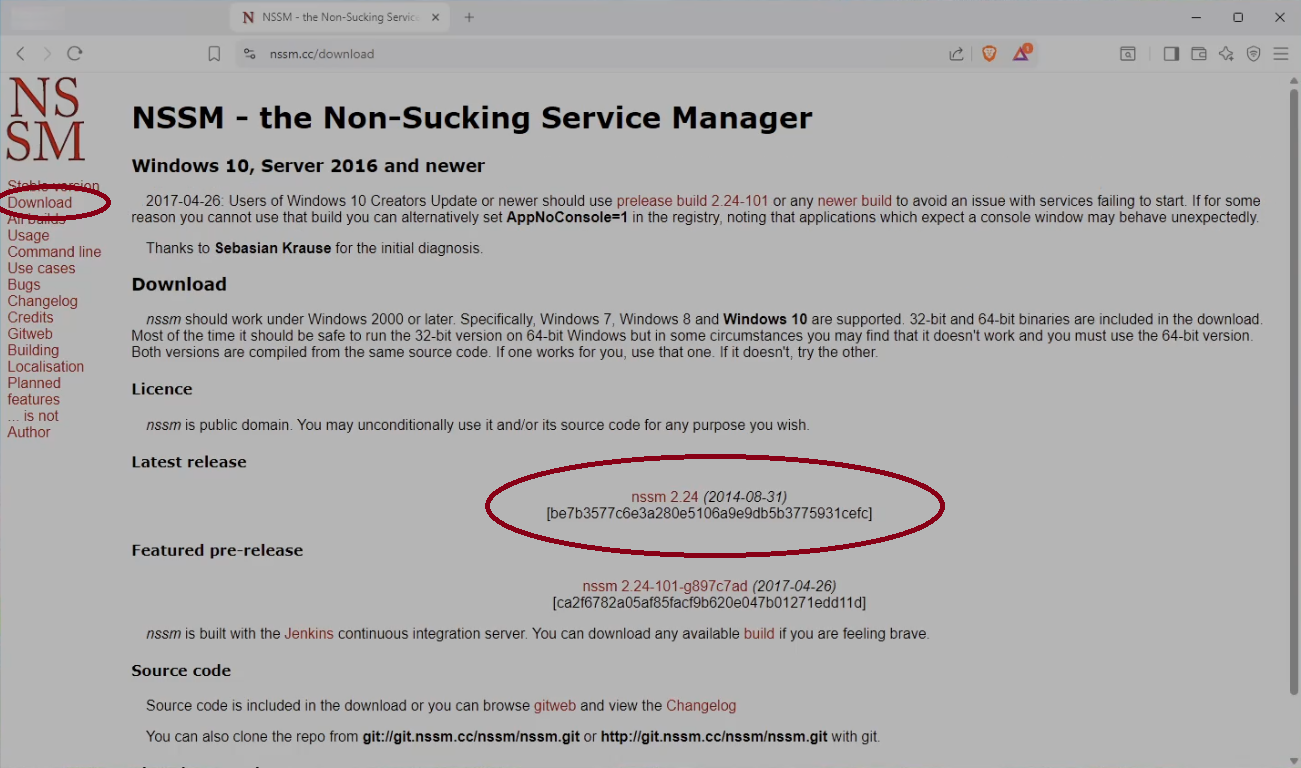 NSSM - the Non-Sucking Service
nssm.cc/download
1
NS
SM
Stable version
Download
All builds
Usage
Command line
Use cases
Bugs
Changelog
Credits
Gitweb
Building
Localisation
Planned
features
... is not
Author
NSSM - the Non-Sucking Service Manager
Windows 10, Server 2016 and newer
2017-04-26: Users of Windows 10 Creators Update or newer should use prelease build 2.24-101 or any newer build to avoid an issue with services failing to start. If for some
reason you cannot use that build you can alternatively set AppNoConsole=1 in the registry, noting that applications which expect a console window may behave unexpectedly.
Thanks to Sebasian Krause for the initial diagnosis.
Download
nssm should work under Windows 2000 or later. Specifically, Windows 7, Windows 8 and Windows 10 are supported. 32-bit and 64-bit binaries are included in the download.
Most of the time it should be safe to run the 32-bit version on 64-bit Windows but in some circumstances you may find that it doesn't work and you must use the 64-bit version.
Both versions are compiled from the same source code. If one works for you, use that one. If it doesn't, try the other.
Licence
nssm is public domain. You may unconditionally use it and/or its source code for any purpose you wish.
Latest release
nssm 2.24 (2014-08-31)
[be7b3577c6e3a280e5106a9e9db5b3775931cefc]
Featured pre-release
nssm 2.24-101-g897c7ad (2017-04-26)
[ca2f6782a05af85facf9b620e047b01271edd11d]
nssm is built with the Jenkins continuous integration server. You can download any available build if you are feeling brave.
Source code
Source code is included in the download or you can browse gitweb and view the Changelog
You can also clone the repo from git://git.nssm.cc/nssm/nssm.git or http://git.nssm.cc/nssm/nssm.git with git.